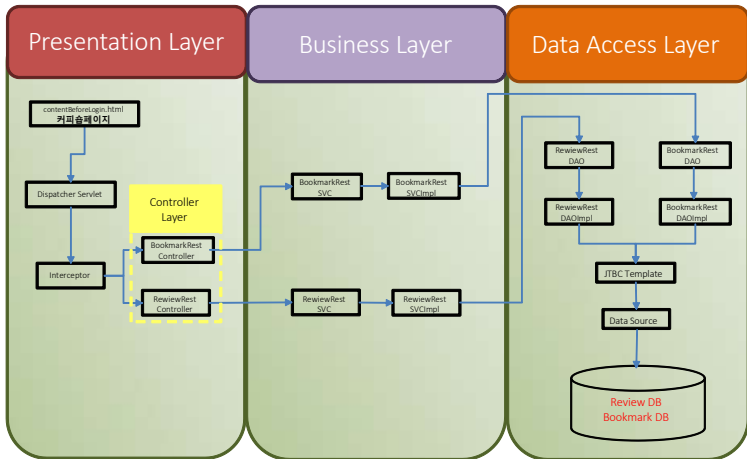 Presentation Layer
Business Layer
Data Access Layer
contentBeforeLogin.html
커피숍페이지
Dispatcher Servlet
Controller
Layer
BookmarkRest
Controller
Interceptor
RewiewRest
Controller
BookmarkRest
SVC
BookmarkRest
SVCImpl
RewiewRest
SVC
RewiewRest
SVCImpl
RewiewRest
DAO
BookmarkRest
DAO
RewiewRest
DAOImpl
BookmarkRest
DAOImpl
JTBC Template
Data Source
Review DB
Bookmark DB